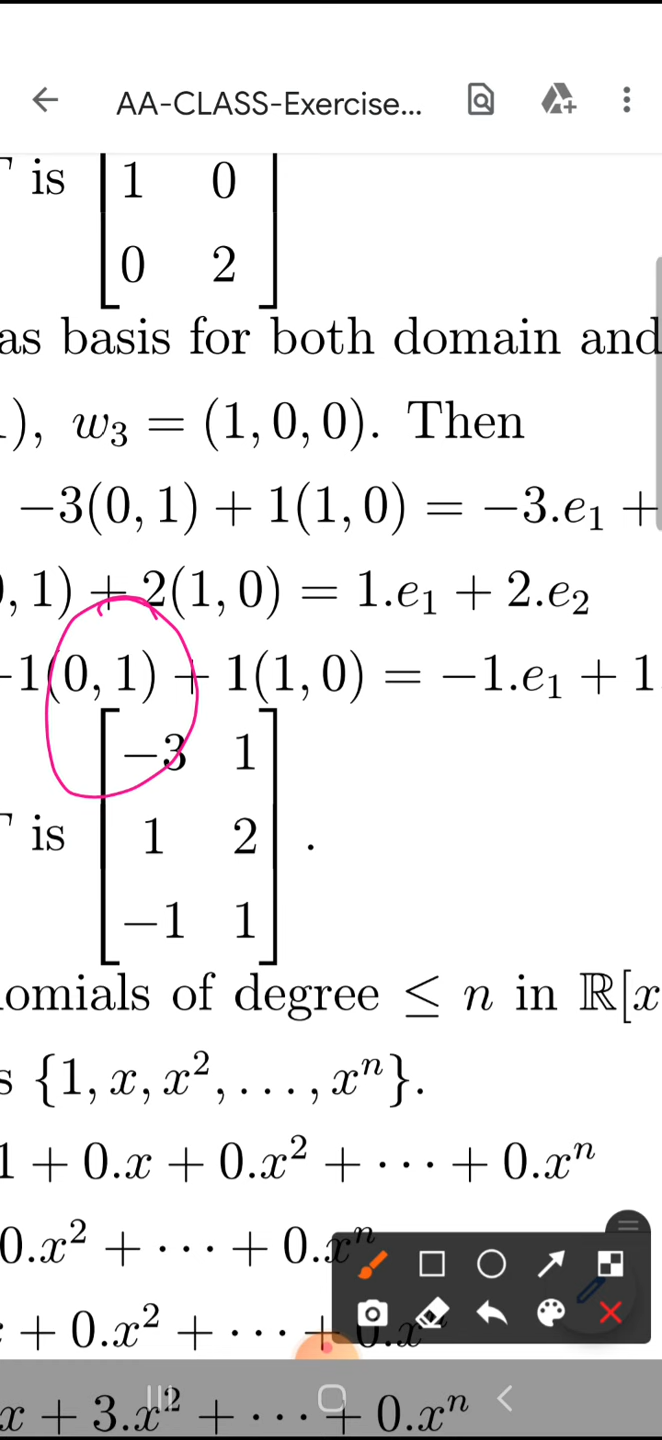 AA-CLASS-Exercise...
is [1 0
0 2]
as basis for both domain and
), w₃ = (1, 0, 0). Then
−3(0, 1) + 1(1, 0) = −3.e₁ +
, 1) + 2(1, 0) = 1.e₁ + 2.e₂
−1(0, 1) + 1(1, 0) = −1.e₁ + 1
is [−3 1
1 2
−1 1] .
omials of degree ≤ n in ℝ[x
s {1, x, x², . . . , xⁿ}.
1 + 0.x + 0.x² + · · · + 0.xⁿ
0.x² + · · · + 0.xⁿ
+ 0.x² + · · · + 0.x
x + 3.x² + · · · + 0.xⁿ